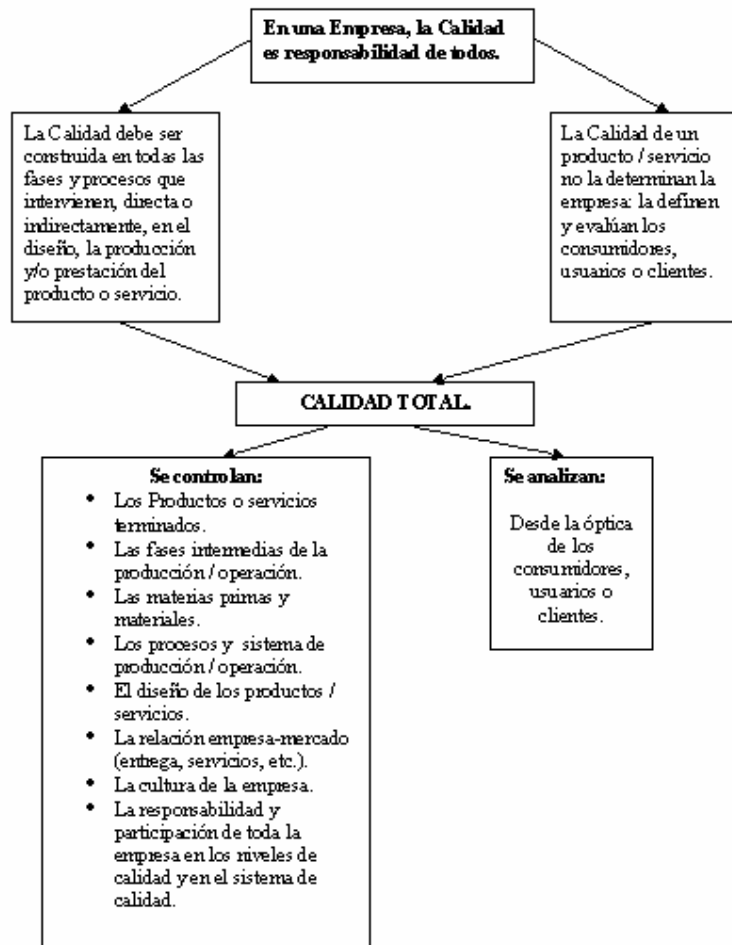 En una Empresa, la Calidad
es responsabilidad de todos.
La Calidad debe ser
construida en todas las
fases y procesos que
intervienen, directa o
indirectamente, en el
diseño, la producción
y/o prestación del
producto o servicio.
La Calidad de un
producto / servicio
no la determinan la
empresa: la definen
y evalúan los
consumidores,
usuarios o clientes.
CALIDAD TOTAL.
Se controlan:
• Los Productos o servicios
terminados.
• Las fases intermedias de la
producción / operación.
• Las materias primas y
materiales.
• Los procesos y sistema de
producción / operación.
• El diseño de los productos /
servicios.
• La relación empresa-mercado
(entrega, servicios, etc.).
• La cultura de la empresa.
• La responsabilidad y
participación de toda la
empresa en los niveles de
calidad y en el sistema de
calidad.
Se analizan:
Desde la óptica
de los
consumidores,
usuarios o
clientes.